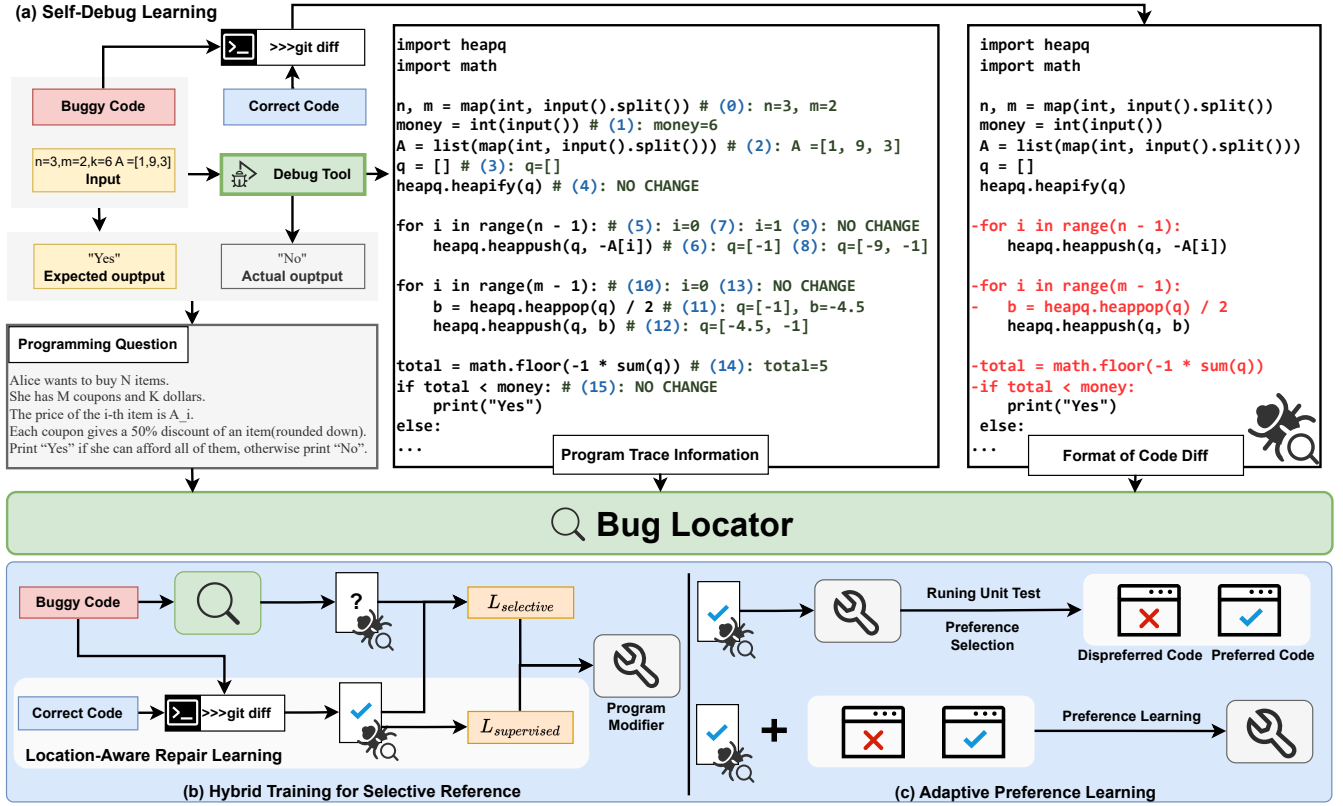 (a) Self-Debug Learning
>>>git diff
Buggy Code
Correct Code
n=3,m=2,k=6 A =[1,9,3]
Input
Debug Tool
"Yes"
Expected ouptput
"No"
Actual ouptput
Programming Question
Alice wants to buy N items.
She has M coupons and K dollars.
The price of the i-th item is A_i.
Each coupon gives a 50% discount of an item(rounded down).
Print “Yes” if she can afford all of them, otherwise print “No”.
import heapq
import math
n, m = map(int, input().split()) # (0): n=3, m=2
money = int(input()) # (1): money=6
A = list(map(int, input().split())) # (2): A =[1, 9, 3]
q = [] # (3): q=[]
heapq.heapify(q) # (4): NO CHANGE
for i in range(n - 1): # (5): i=0 (7): i=1 (9): NO CHANGE
heapq.heappush(q, -A[i]) # (6): q=[-1] (8): q=[-9, -1]
for i in range(m - 1): # (10): i=0 (13): NO CHANGE
b = heapq.heappop(q) / 2 # (11): q=[-1], b=-4.5
heapq.heappush(q, b) # (12): q=[-4.5, -1]
total = math.floor(-1 * sum(q)) # (14): total=5
if total < money: # (15): NO CHANGE
print("Yes")
else:
...
Program Trace Information
import heapq
import math
n, m = map(int, input().split())
money = int(input())
A = list(map(int, input().split()))
q = []
heapq.heapify(q)
-for i in range(n - 1):
heapq.heappush(q, -A[i])
-for i in range(m - 1):
- b = heapq.heappop(q) / 2
heapq.heappush(q, b)
-total = math.floor(-1 * sum(q))
-if total < money:
print("Yes")
else:
...
Format of Code Diff
Bug Locator
Buggy Code
?
L_selective
Correct Code
>>>git diff
L_supervised
Program
Modifier
Location-Aware Repair Learning
(b) Hybrid Training for Selective Reference
Runing Unit Test
Preference
Selection
Dispreferred Code
Preferred Code
+
Preference Learning
(c) Adaptive Preference Learning